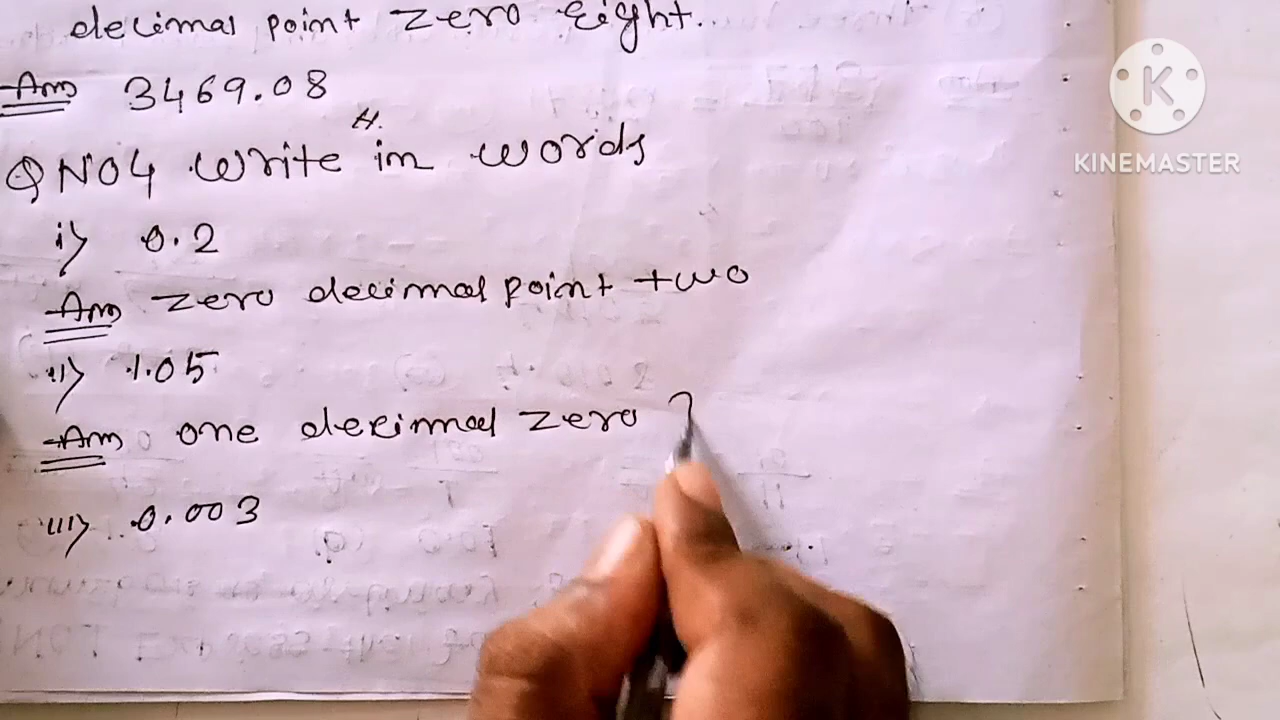 decimal point zero Eight..
Ans 3469.08
Q NO4 Write in words
i) 0.2
Ans zero decimal point two
ii) 1.05
Ans one decimal zero
iii) 0.003
K
KINEMASTER